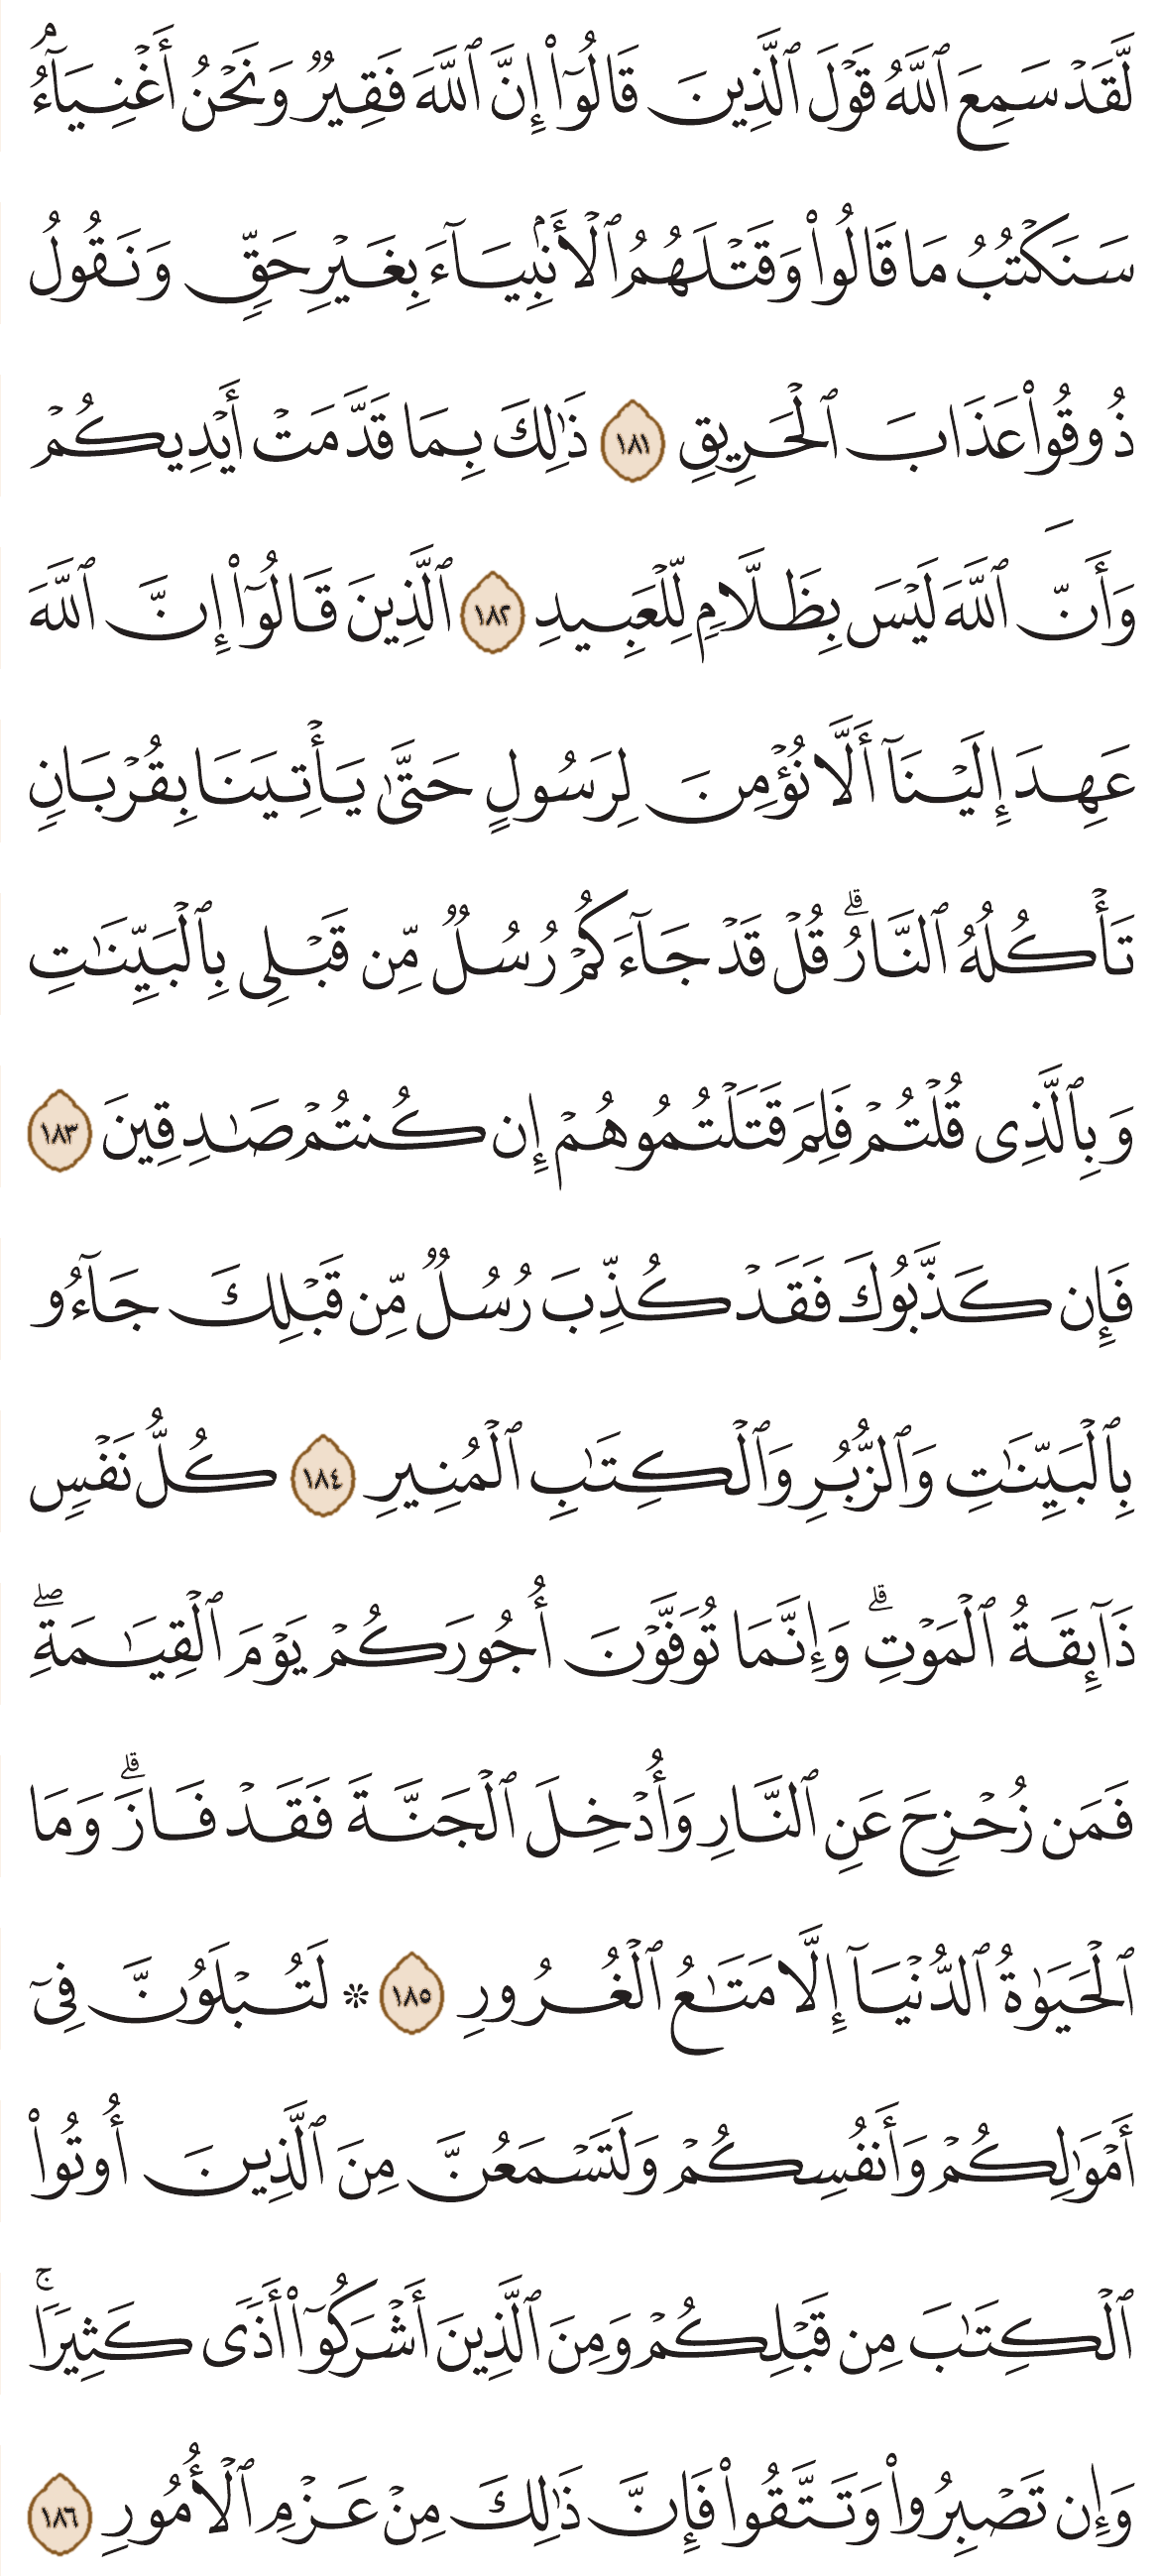 لَّقَدْ سَمِعَ ٱللَّهُ قَوْلَ ٱلَّذِينَ قَالُوٓا۟ إِنَّ ٱللَّهَ فَقِيرٌ وَنَحْنُ أَغْنِيَآءُ ۘ
سَنَكْتُبُ مَا قَالُوا۟ وَقَتْلَهُمُ ٱلْأَنۢبِيَآءَ بِغَيْرِ حَقٍّ وَنَقُولُ
ذُوقُوا۟ عَذَابَ ٱلْحَرِيقِ ١٨١ ذَٰلِكَ بِمَا قَدَّمَتْ أَيْدِيكُمْ
وَأَنَّ ٱللَّهَ لَيْسَ بِظَلَّامٍ لِّلْعَبِيدِ ١٨٢ ٱلَّذِينَ قَالُوٓا۟ إِنَّ ٱللَّهَ
عَهِدَ إِلَيْنَآ أَلَّا نُؤْمِنَ لِرَسُولٍ حَتَّىٰ يَأْتِيَنَا بِقُرْبَانٍ
تَأْكُلُهُ ٱلنَّارُ ۗ قُلْ قَدْ جَآءَكُمْ رُسُلٌ مِّن قَبْلِى بِٱلْبَيِّنَٰتِ
وَبِٱلَّذِى قُلْتُمْ فَلِمَ قَتَلْتُمُوهُمْ إِن كُنتُمْ صَٰدِقِينَ ١٨٣
فَإِن كَذَّبُوكَ فَقَدْ كُذِّبَ رُسُلٌ مِّن قَبْلِكَ جَآءُو
بِٱلْبَيِّنَٰتِ وَٱلزُّبُرِ وَٱلْكِتَٰبِ ٱلْمُنِيرِ ١٨٤ كُلُّ نَفْسٍ
ذَآئِقَةُ ٱلْمَوْتِ ۗ وَإِنَّمَا تُوَفَّوْنَ أُجُورَكُمْ يَوْمَ ٱلْقِيَٰمَةِ ۖ
فَمَن زُحْزِحَ عَنِ ٱلنَّارِ وَأُدْخِلَ ٱلْجَنَّةَ فَقَدْ فَازَ ۗ وَمَا
ٱلْحَيَوٰةُ ٱلدُّنْيَآ إِلَّا مَتَٰعُ ٱلْغُرُورِ ١٨٥ ۞ لَتُبْلَوُنَّ فِىٓ
أَمْوَٰلِكُمْ وَأَنفُسِكُمْ وَلَتَسْمَعُنَّ مِنَ ٱلَّذِينَ أُوتُوا۟
ٱلْكِتَٰبَ مِن قَبْلِكُمْ وَمِنَ ٱلَّذِينَ أَشْرَكُوٓا۟ أَذًى كَثِيرًا ۚ
وَإِن تَصْبِرُوا۟ وَتَتَّقُوا۟ فَإِنَّ ذَٰلِكَ مِنْ عَزْمِ ٱلْأُمُورِ ١٨٦